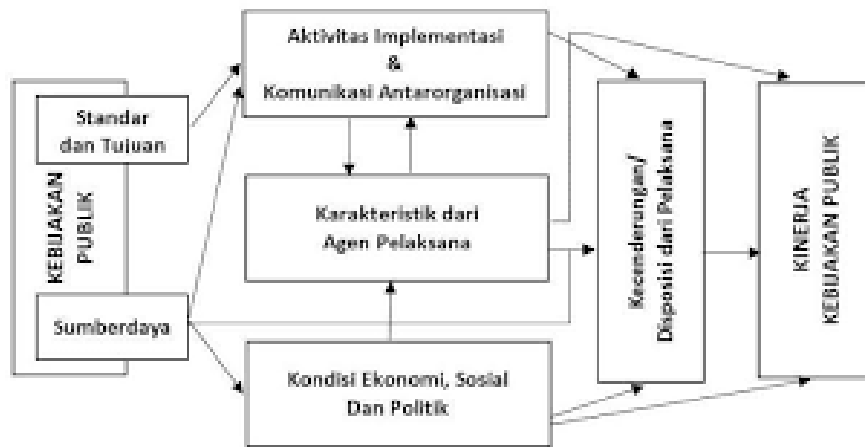 Aktivitas Implementasi
&
Komunikasi Antarorganisasi
Standar
dan Tujuan
KEBIJAKAN
PUBLIK
Karakteristik dari
Agen Pelaksana
Kecenderungan/
Disposisi dari Pelaksana
KINERJA
KEBIJAKAN PUBLIK
Sumberdaya
Kondisi Ekonomi, Sosial
Dan Politik